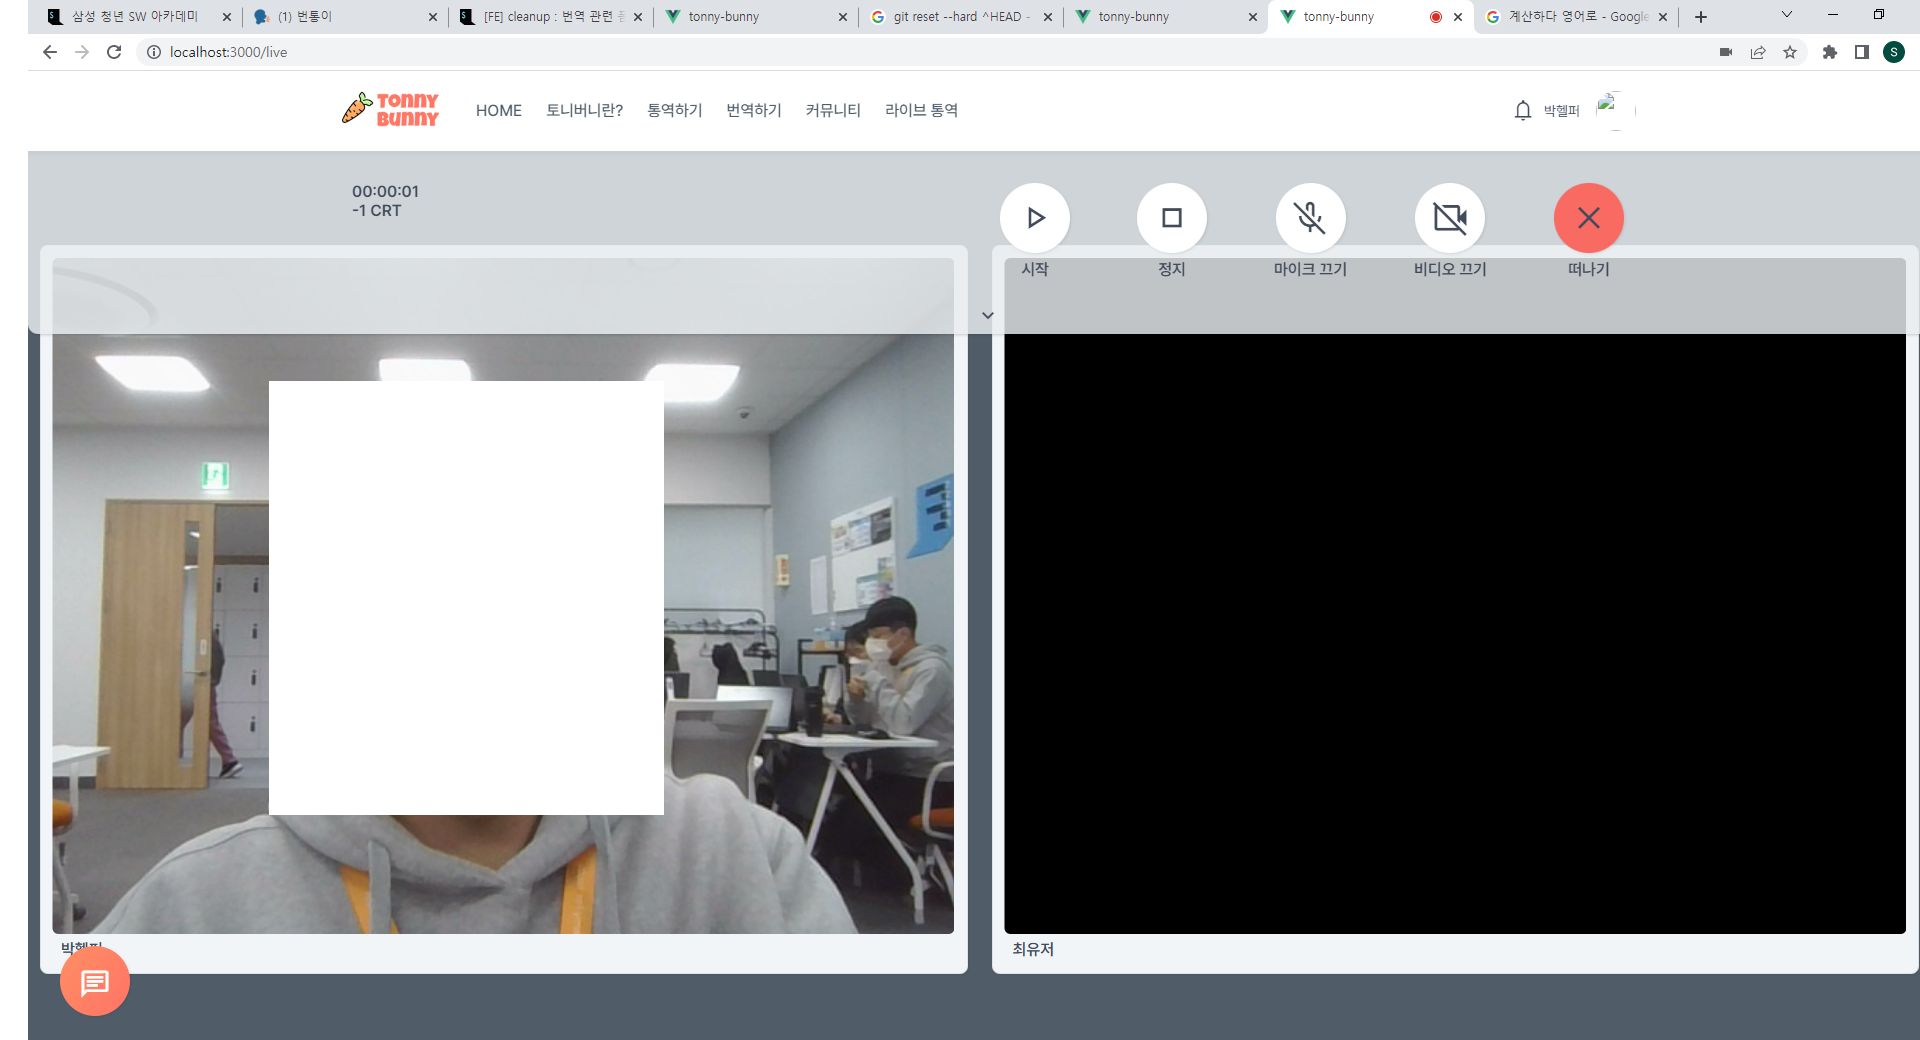 삼성 청년 SW 아카데미
(1) 번통이
[FE] cleanup : 번역 관련 
tonny-bunny
git reset --hard ^HEAD -
tonny-bunny
tonny-bunny
계산하다 영어로 - Google
localhost:3000/live
S
TONNY
BUNNY
HOME
토니버니란?
통역하기
번역하기
커뮤니티
라이브 통역
박헬퍼
00:00:01
-1 CRT
시작
정지
마이크 끄기
비디오 끄기
떠나기
박헬퍼
최유저